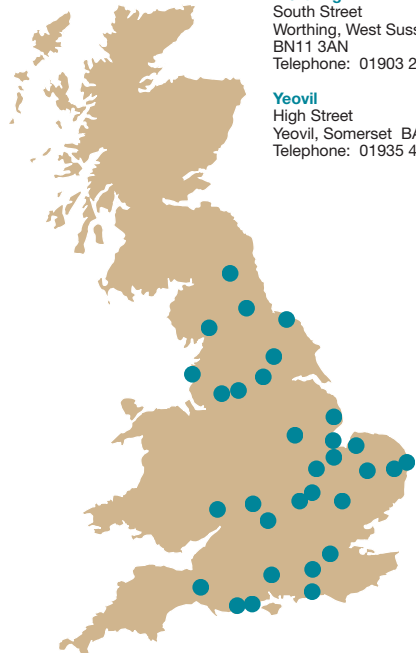 South Street
Worthing, West Suss
BN11 3AN
Telephone: 01903 2
Yeovil
High Street
Yeovil, Somerset BA
Telephone: 01935 4